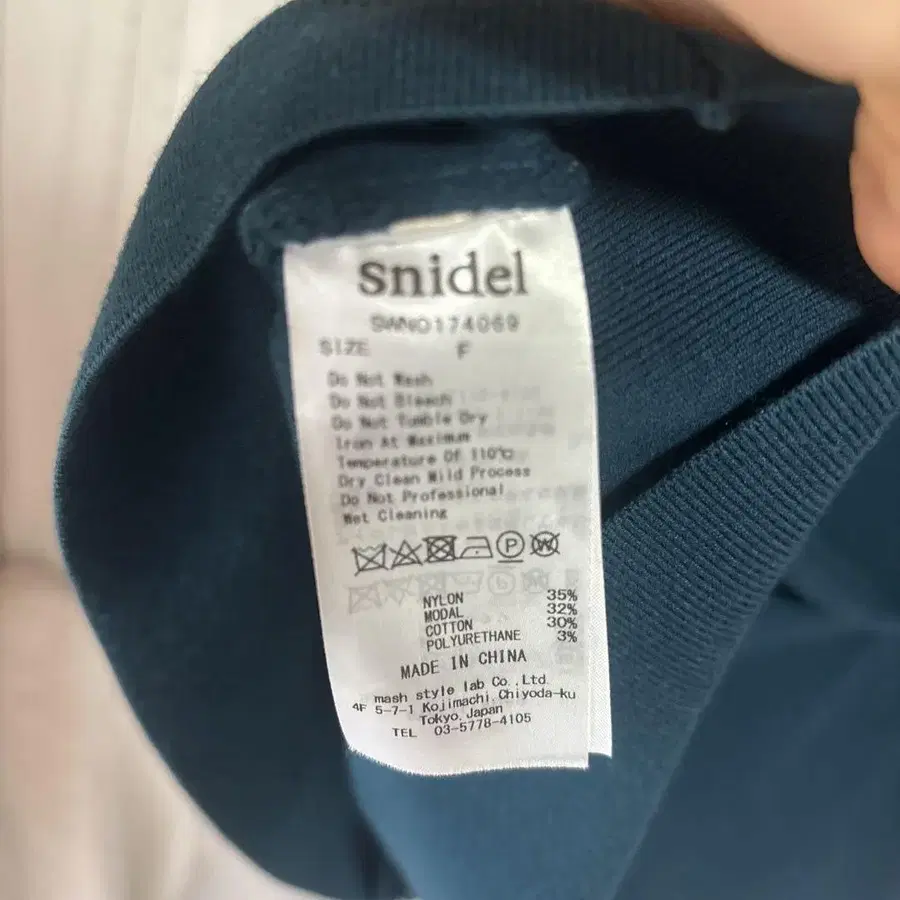 snidel
SWNO174069
SIZE F
Do Not Wash
Do Not Bleach
Do Not Tumble Dry
Iron At Maximum
Temperature Of 110℃
Dry Clean Mild Process
Do Not Professional
Wet Cleaning
P W
NYLON 35%
MODAL 32%
COTTON 30%
POLYURETHANE 3%
MADE IN CHINA
mash style lab Co.,Ltd.
4F 5-7-1 Kojimachi,Chiyoda-ku
Tokyo,Japan
TEL 03-5778-4105